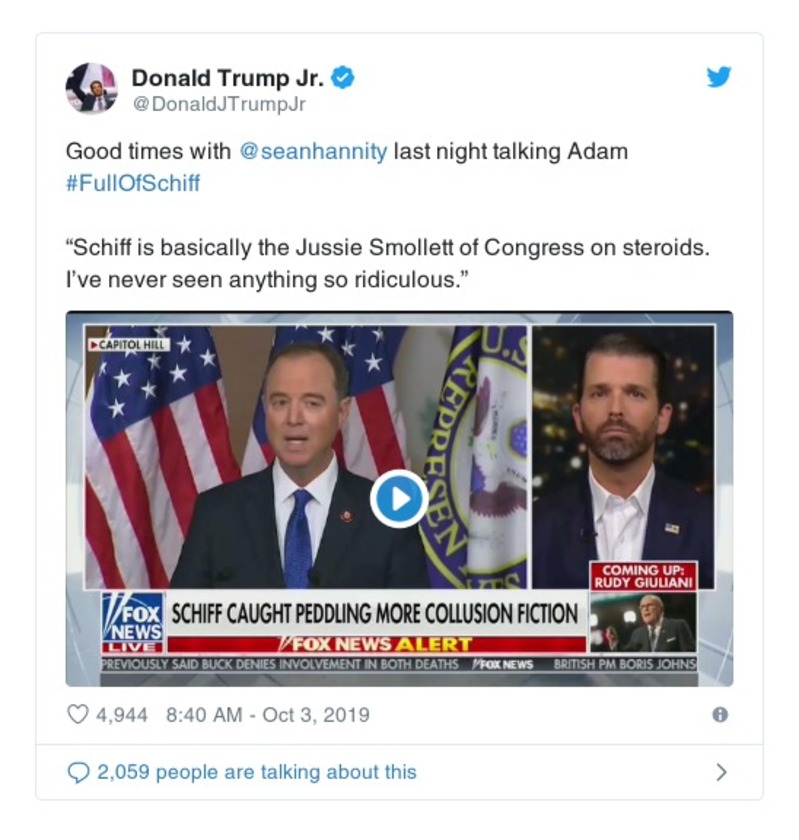 Donald Trump Jr.
@DonaldJTrumpJr
Good times with @seanhannity last night talking Adam
#FullOfSchiff
“Schiff is basically the Jussie Smollett of Congress on steroids.
I’ve never seen anything so ridiculous.”
CAPITOL HILL
U.S.
REPRESEN
VES
COMING UP:
RUDY GIULIANI
FOX
NEWS
LIVE
SCHIFF CAUGHT PEDDLING MORE COLLUSION FICTION
FOX NEWS ALERT
PREVIOUSLY SAID BUCK DENIES INVOLVEMENT IN BOTH DEATHS FOX NEWS BRITISH PM BORIS JOHNS
4,944 8:40 AM - Oct 3, 2019
2,059 people are talking about this